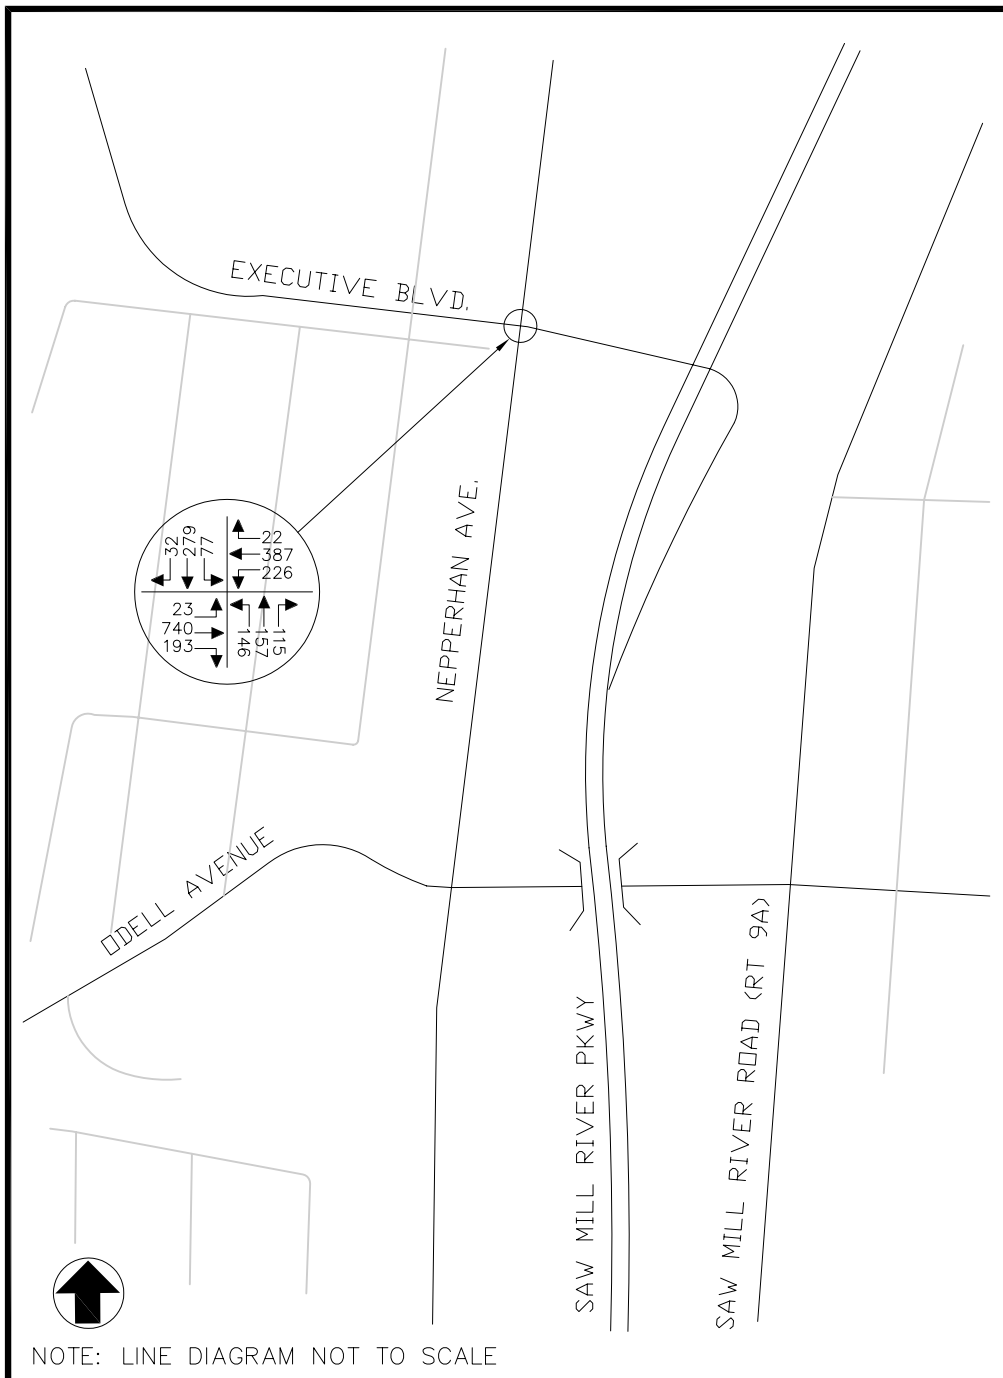 EXECUTIVE BLVD.
NEPPERHAN AVE.
32
279
77
22
387
226
23
740
193
146
157
115
ODELL AVENUE
SAW MILL RIVER PKWY
SAW MILL RIVER ROAD (RT 9A)
NOTE: LINE DIAGRAM NOT TO SCALE